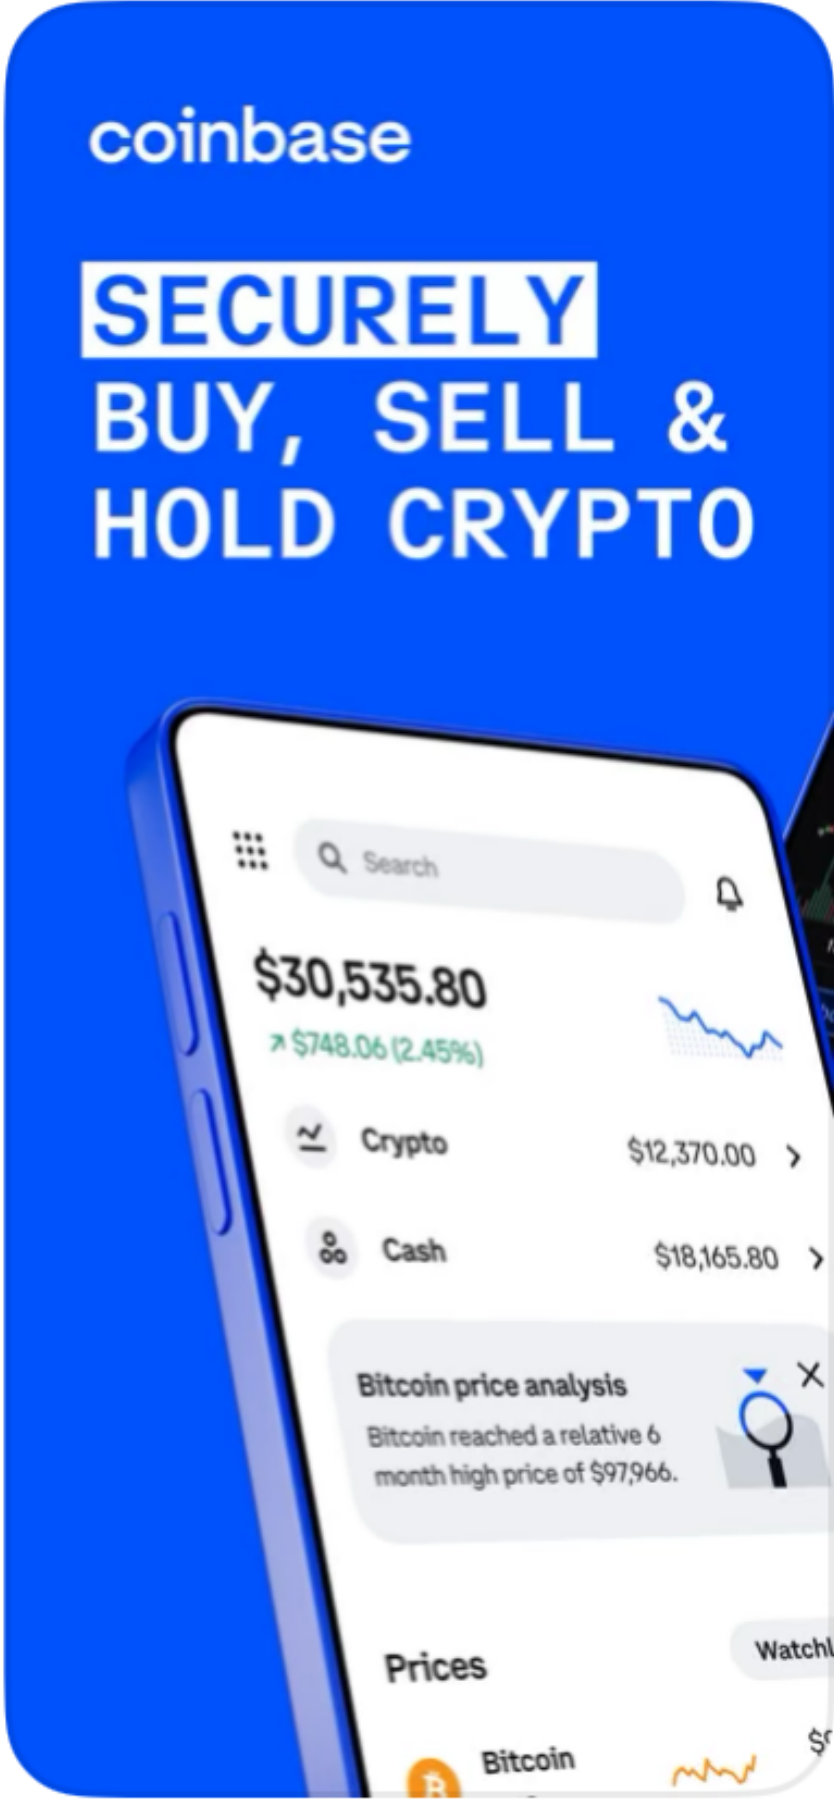 coinbase
SECURELY
BUY, SELL &
HOLD CRYPTO
Search
$30,535.80
↗ $748.06 (2.45%)
Crypto $12,370.00
Cash $18,165.80
Bitcoin price analysis
Bitcoin reached a relative 6
month high price of $97,966.
Prices
Bitcoin